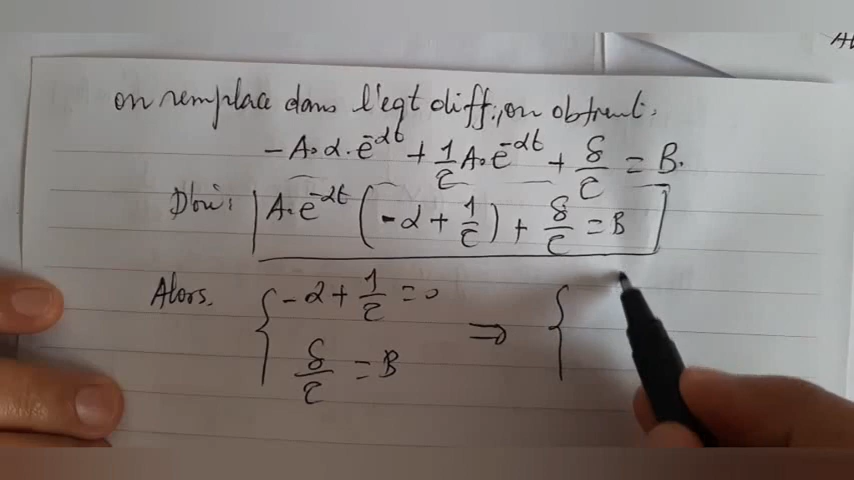 on remplace dans l'eqt diff:, on obtient:
- A.α.e^-αt + 1/τ A.e^-αt + δ/τ = B.
D'où: A.e^-αt (-α + 1/τ) + δ/τ = B
Alors. { -α + 1/τ = 0 ⇒ {
δ/τ = B